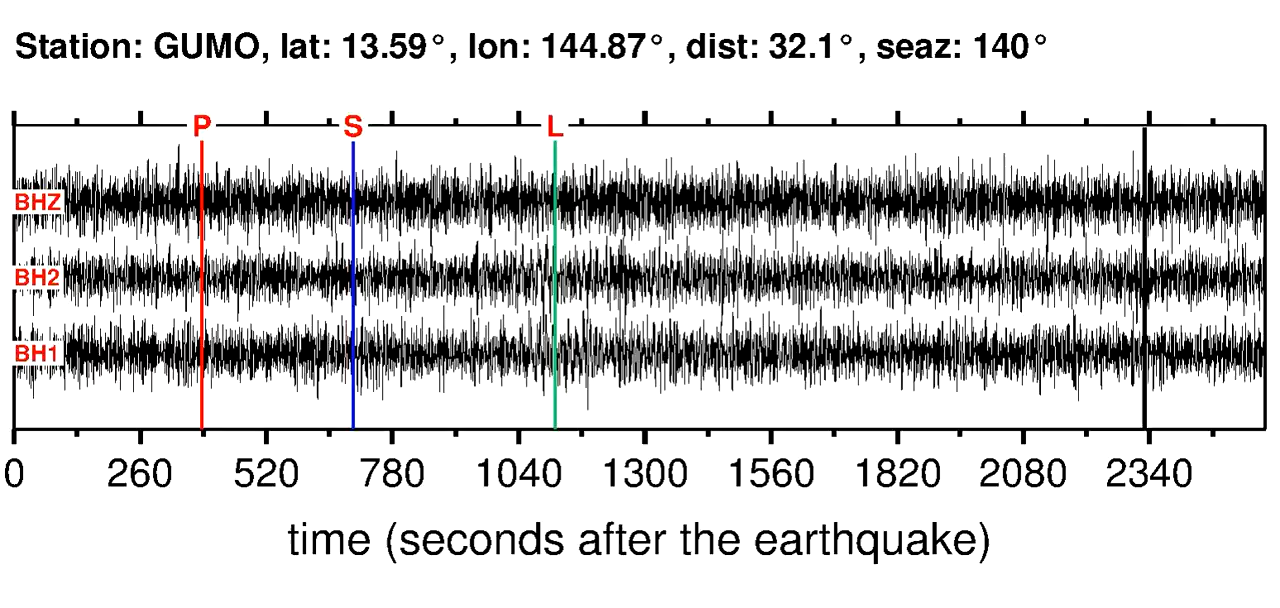 Station: GUMO, lat: 13.59°, lon: 144.87°, dist: 32.1°, seaz: 140°
P S L
BHZ
BH2
BH1
0 260 520 780 1040 1300 1560 1820 2080 2340
time (seconds after the earthquake)